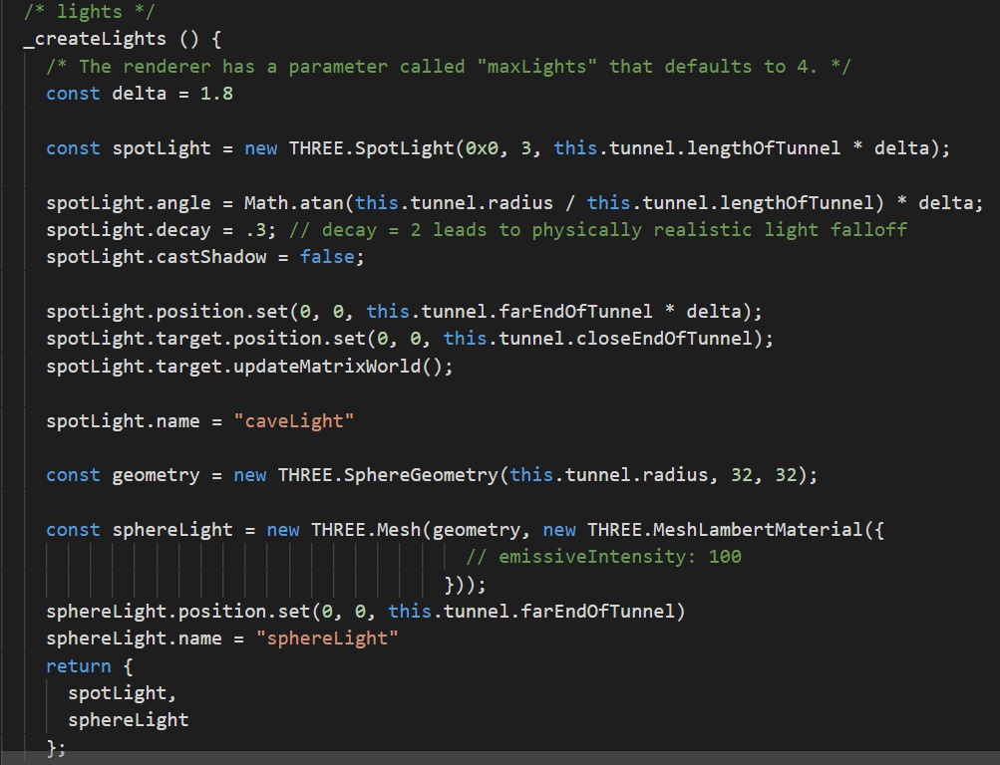 /* lights */
_createLights () {
/* The renderer has a parameter called "maxLights" that defaults to 4. */
const delta = 1.8
const spotLight = new THREE.SpotLight(0x0, 3, this.tunnel.lengthOfTunnel * delta);
spotLight.angle = Math.atan(this.tunnel.radius / this.tunnel.lengthOfTunnel) * delta;
spotLight.decay = .3; // decay = 2 leads to physically realistic light falloff
spotLight.castShadow = false;
spotLight.position.set(0, 0, this.tunnel.farEndOfTunnel * delta);
spotLight.target.position.set(0, 0, this.tunnel.closeEndOfTunnel);
spotLight.target.updateMatrixWorld();
spotLight.name = "caveLight"
const geometry = new THREE.SphereGeometry(this.tunnel.radius, 32, 32);
const sphereLight = new THREE.Mesh(geometry, new THREE.MeshLambertMaterial({
// emissiveIntensity: 100
}));
sphereLight.position.set(0, 0, this.tunnel.farEndOfTunnel)
sphereLight.name = "sphereLight"
return {
spotLight,
sphereLight
};